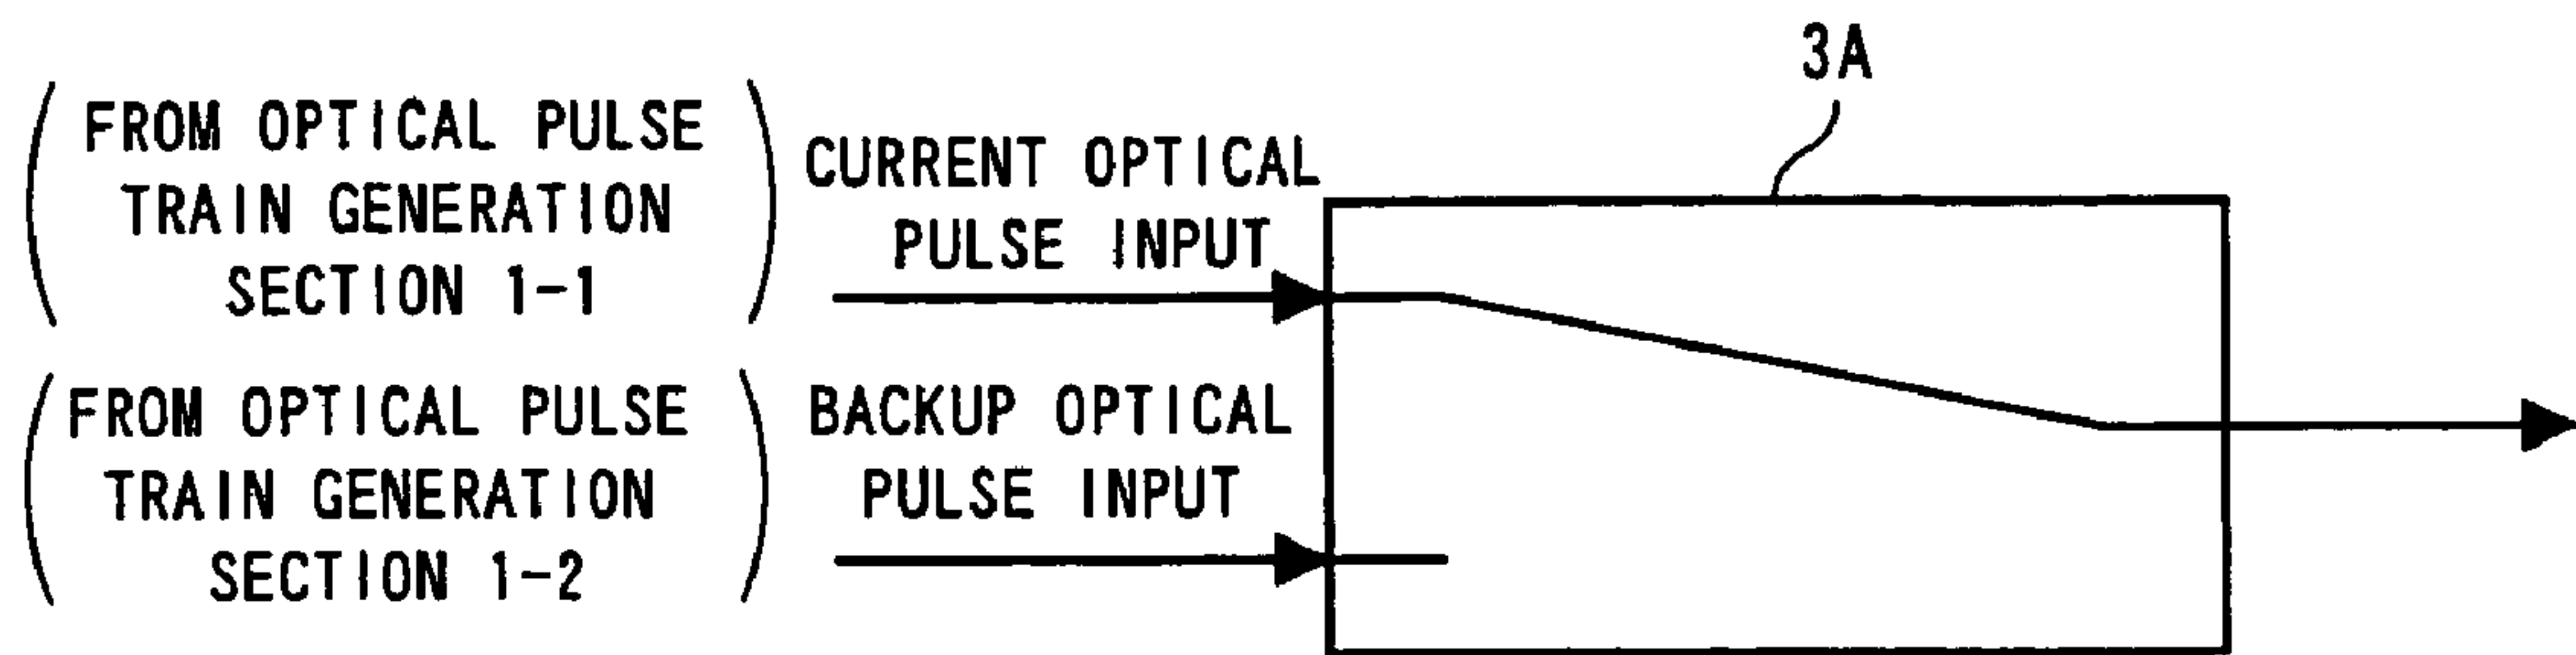 3A
FROM OPTICAL PULSE
TRAIN GENERATION
SECTION 1-1
CURRENT OPTICAL
PULSE INPUT
FROM OPTICAL PULSE
TRAIN GENERATION
SECTION 1-2
BACKUP OPTICAL
PULSE INPUT